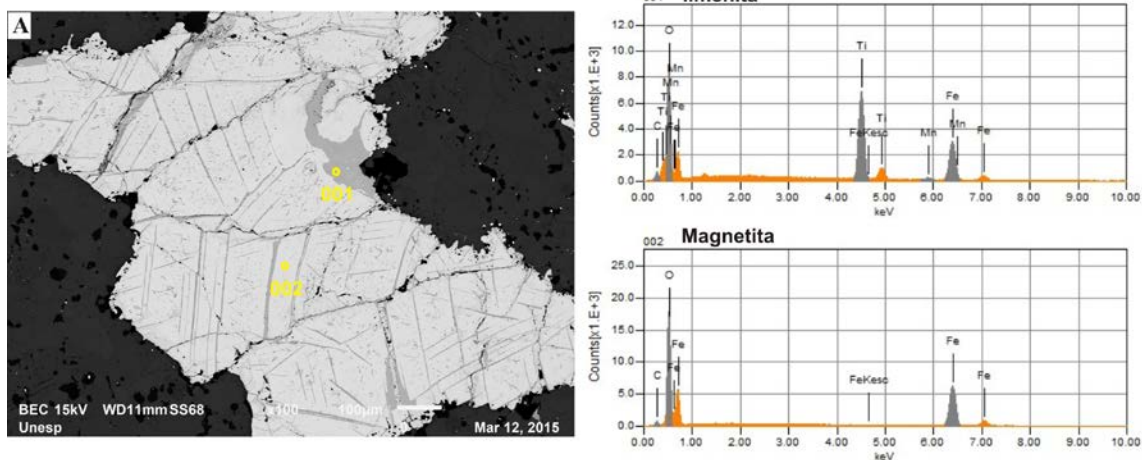 A
001
002
BEC 15kV WD11mm SS68 x100 100µm
Unesp Mar 12, 2015
Ilmenita
Counts[x1.E+3]
12.0
10.0
8.0
6.0
4.0
2.0
0.0
O
Mn
Mn
Ti
Ti
Fe
C
Fe
Ti
FeKesc
Ti
Mn
Fe
Mn
Fe
0.00 1.00 2.00 3.00 4.00 5.00 6.00 7.00 8.00 9.00 10.00
keV
002 Magnetita
Counts[x1.E+3]
25.0
20.0
15.0
10.0
5.0
0.0
O
Fe
Fe
C
FeKesc
Fe
Fe
0.00 1.00 2.00 3.00 4.00 5.00 6.00 7.00 8.00 9.00 10.00
keV